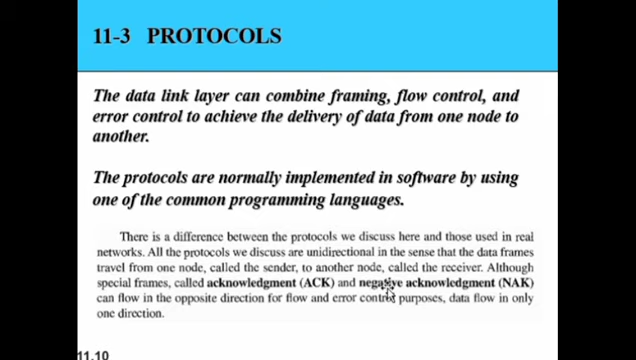 11-3 PROTOCOLS
The data link layer can combine framing, flow control, and
error control to achieve the delivery of data from one node to
another.
The protocols are normally implemented in software by using
one of the common programming languages.
There is a difference between the protocols we discuss here and those used in real
networks. All the protocols we discuss are unidirectional in the sense that the data frames
travel from one node, called the sender, to another node, called the receiver. Although
special frames, called acknowledgment (ACK) and negative acknowledgment (NAK)
can flow in the opposite direction for flow and error control purposes, data flow in only
one direction.
11.10